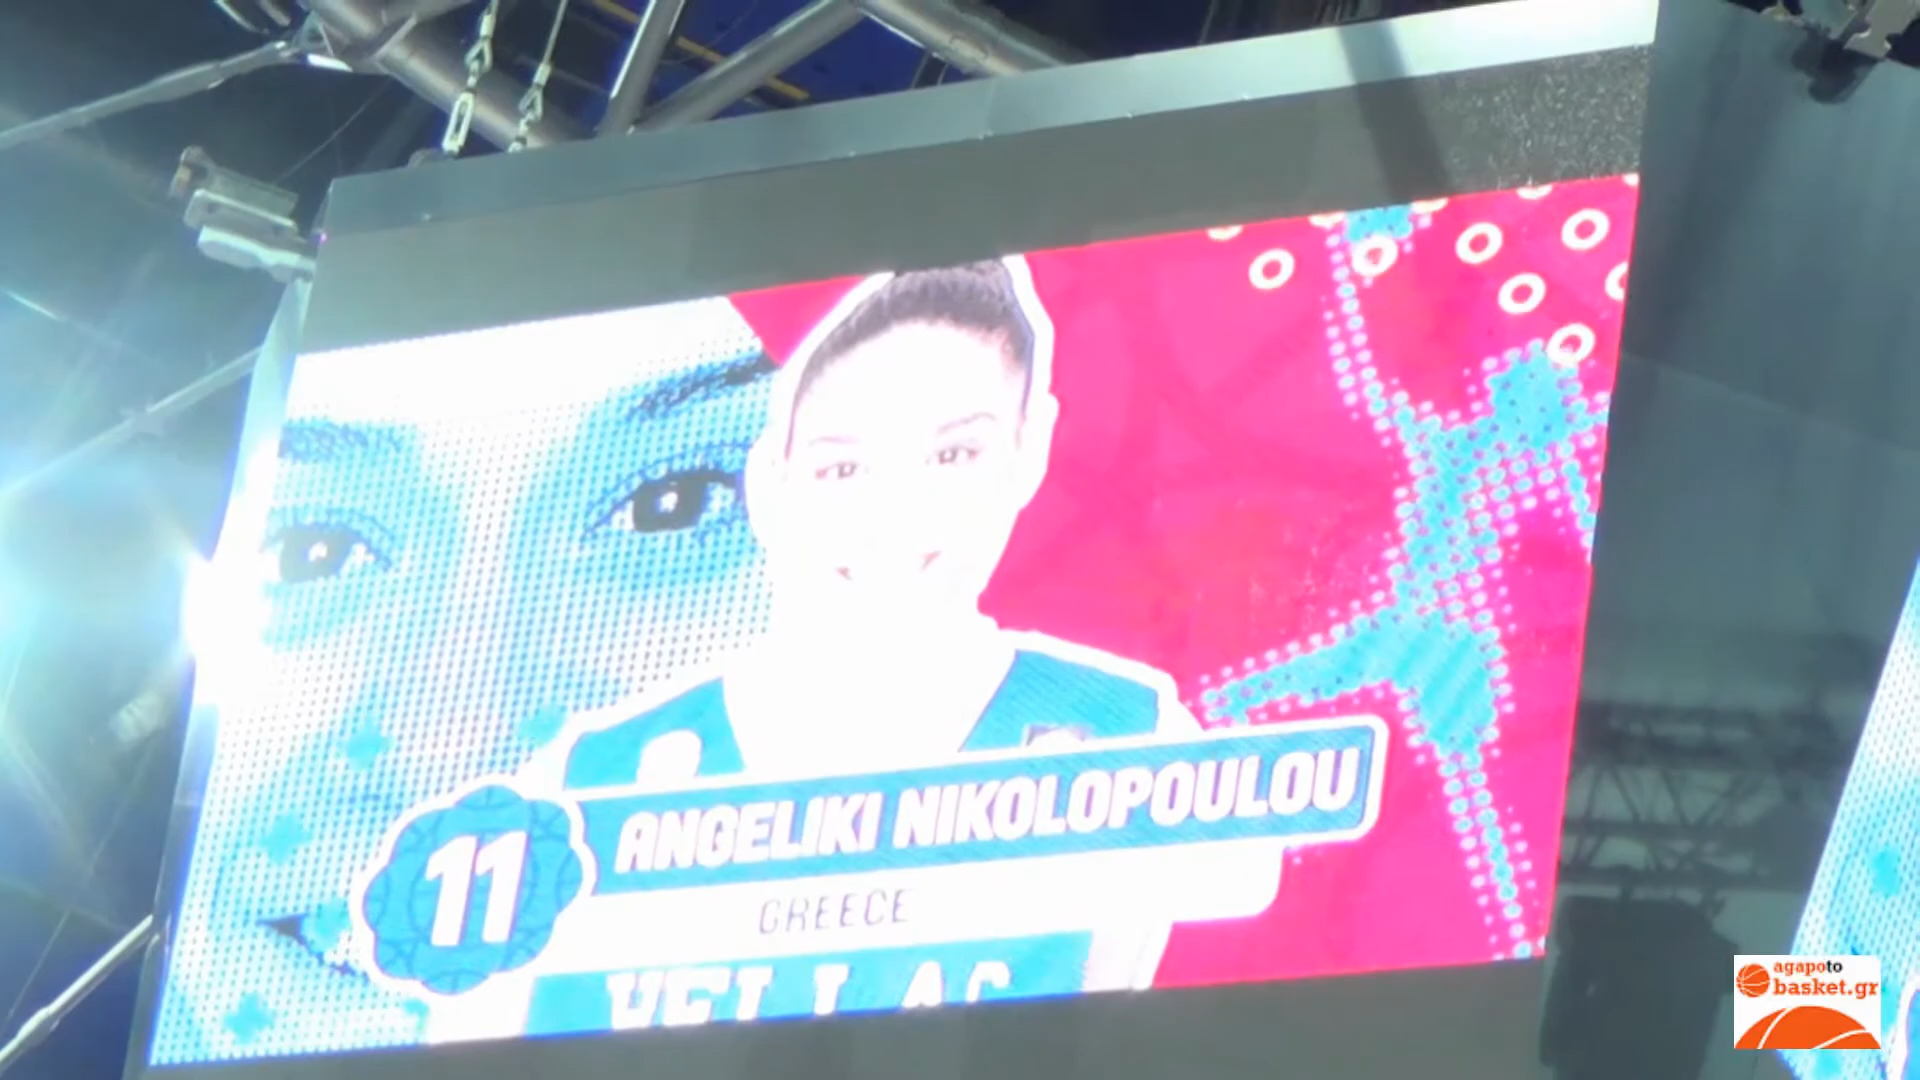 11
ANGELIKI NIKOLOPOULOU
GREECE
agapoto
basket.gr